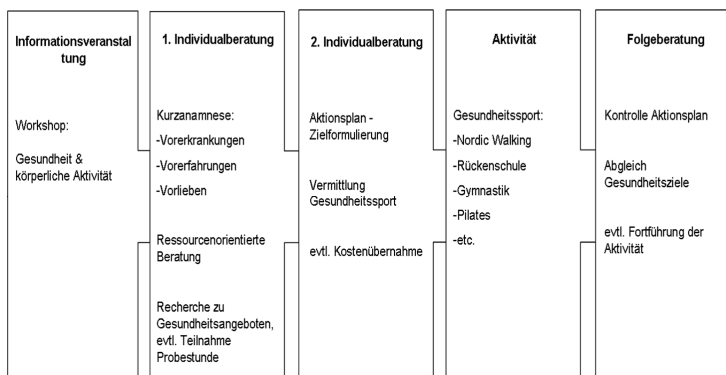 Informationsveranstal
tung
Workshop:
Gesundheit &
körperliche Aktivität
1. Individualberatung
Kurzanamnese:
-Vorerkrankungen
-Vorerfahrungen
-Vorlieben
Ressourcenorientierte
Beratung
Recherche zu
Gesundheitsangeboten,
evtl. Teilnahme
Probestunde
2. Individualberatung
Aktionsplan -
Zielformulierung
Vermittlung
Gesundheitssport
evtl. Kostenübernahme
Aktivität
Gesundheitssport:
-Nordic Walking
-Rückenschule
-Gymnastik
-Pilates
-etc.
Folgeberatung
Kontrolle Aktionsplan
Abgleich
Gesundheitsziele
evtl. Fortführung der
Aktivität